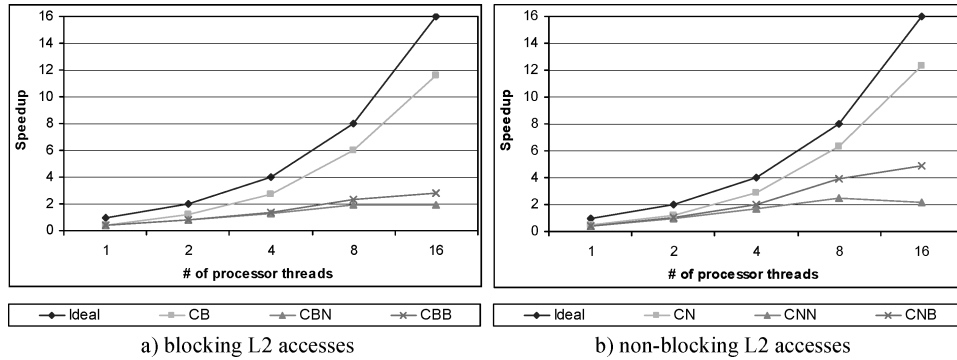 16
14
12
10
8
6
4
2
0
Speedup
1 2 4 8 16
# of processor threads
Ideal CB CBN CBB
a) blocking L2 accesses
16
14
12
10
8
6
4
2
0
Speedup
1 2 4 8 16
# of processor threads
Ideal CN CNN CNB
b) non-blocking L2 accesses